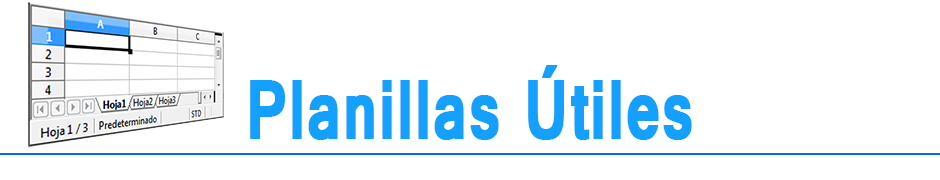 A B C
1
2
3
4
Hoja1 Hoja2 Hoja3
Hoja 1 / 3 Predeterminado STD
Planillas Útiles